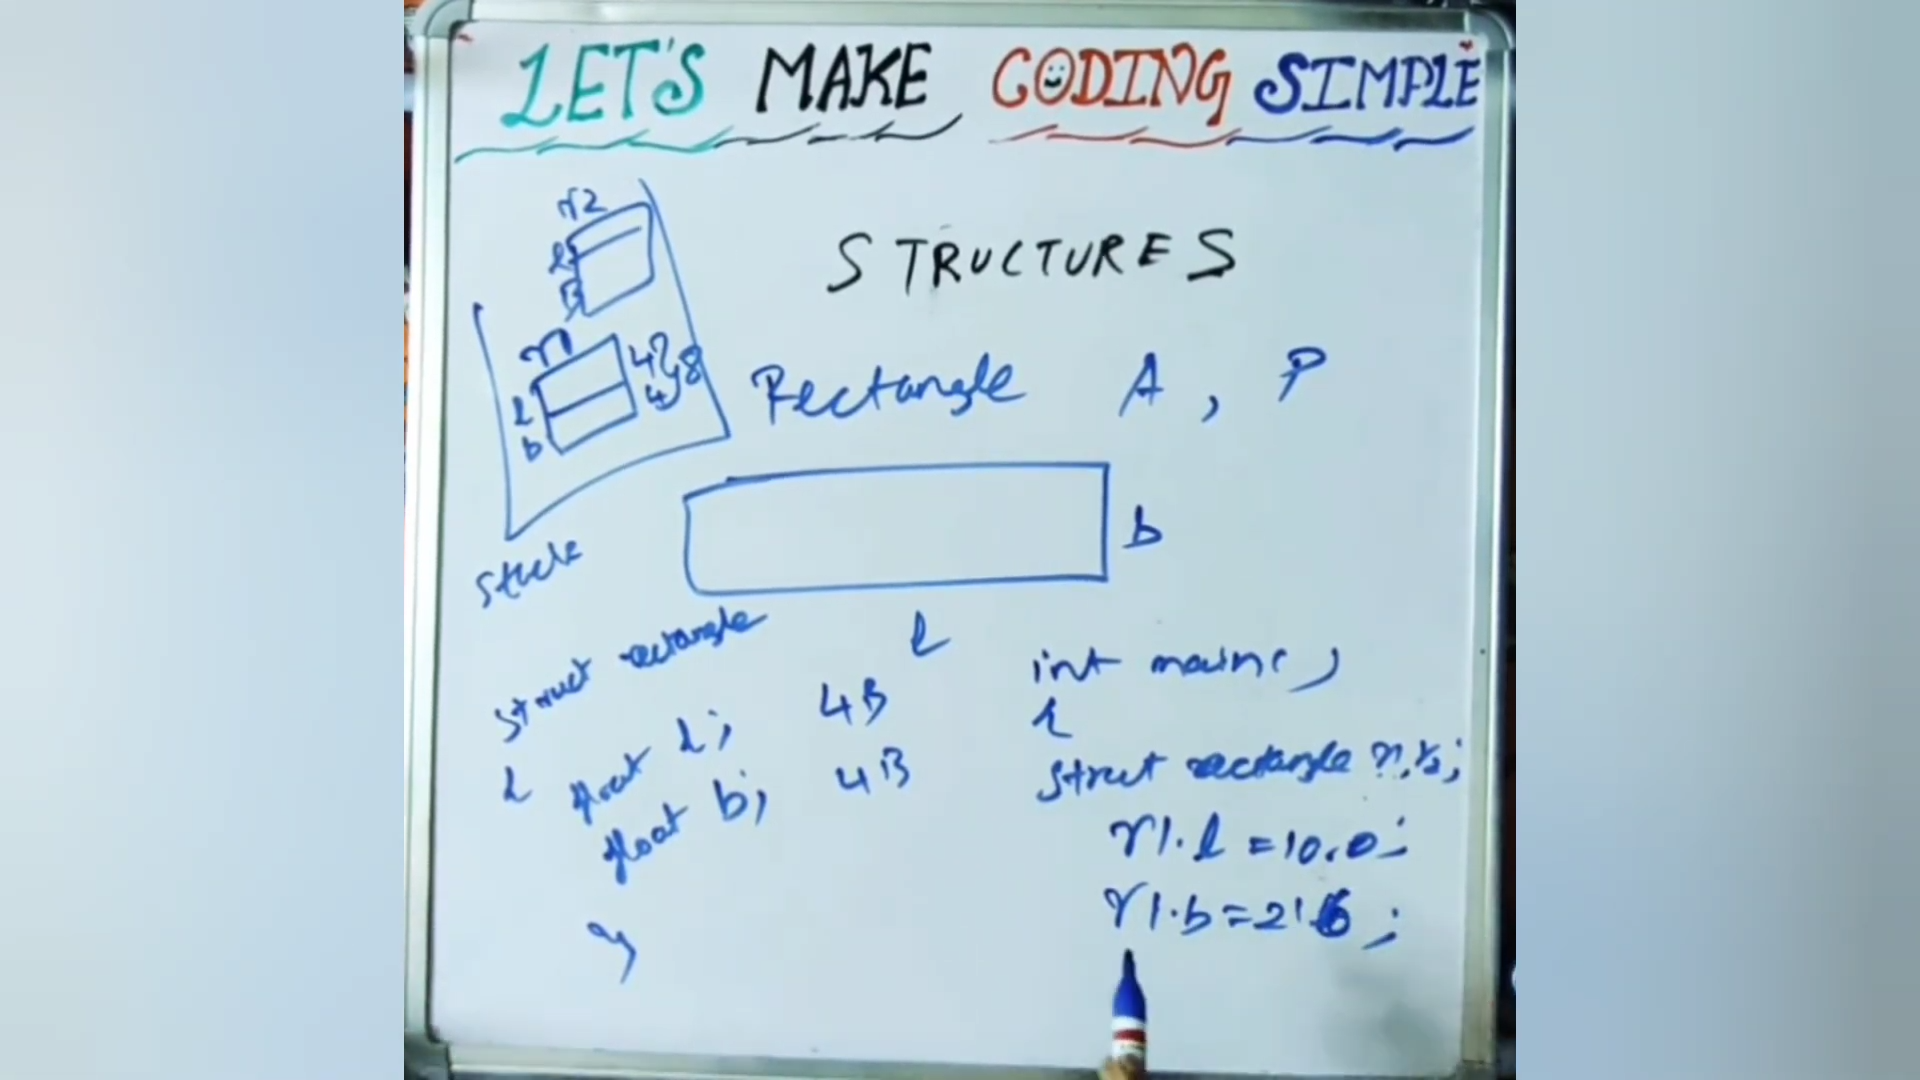 LET'S MAKE CODING SIMPLE
STRUCTURES
r2
l
B
r1
l 4
b 4 8
Stack
Rectangle A, P
b
l
struct rectangle
{ float l; 4B
float b; 4B
}
int main()
{
struct rectangle r1,r2;
r1.l = 10.0;
r1.b = 2.6;